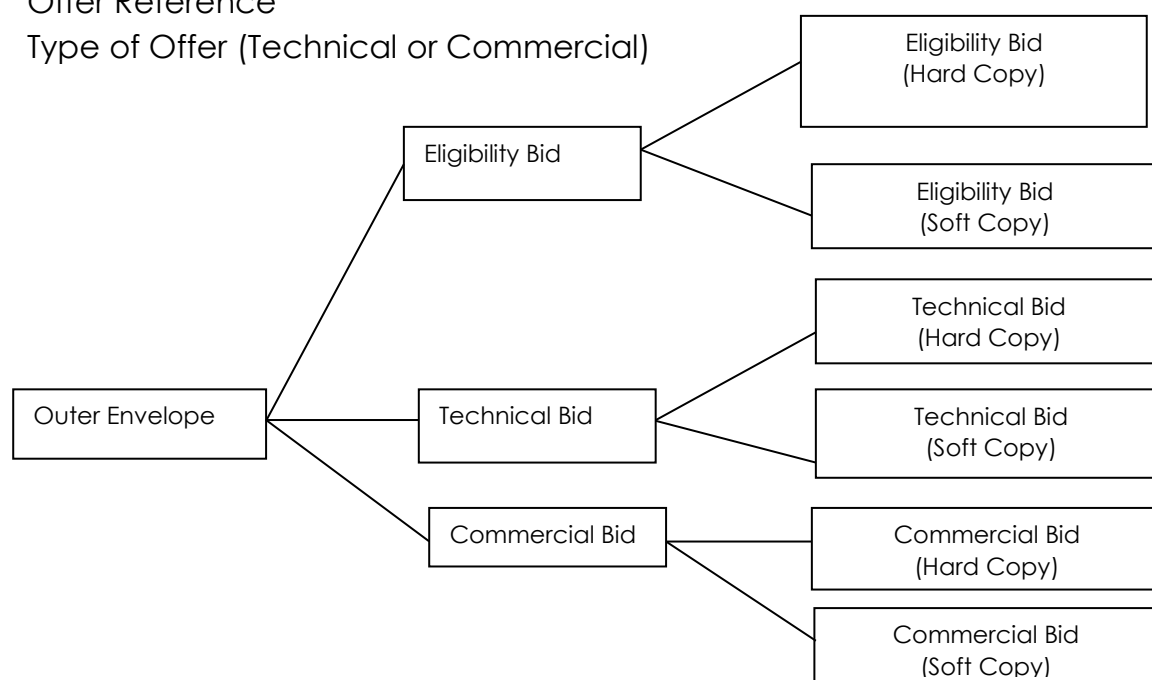 Offer Reference
Type of Offer (Technical or Commercial)
Eligibility Bid
(Hard Copy)
Eligibility Bid
Eligibility Bid
(Soft Copy)
Technical Bid
(Hard Copy)
Outer Envelope
Technical Bid
Technical Bid
(Soft Copy)
Commercial Bid
Commercial Bid
(Hard Copy)
Commercial Bid
(Soft Copy)